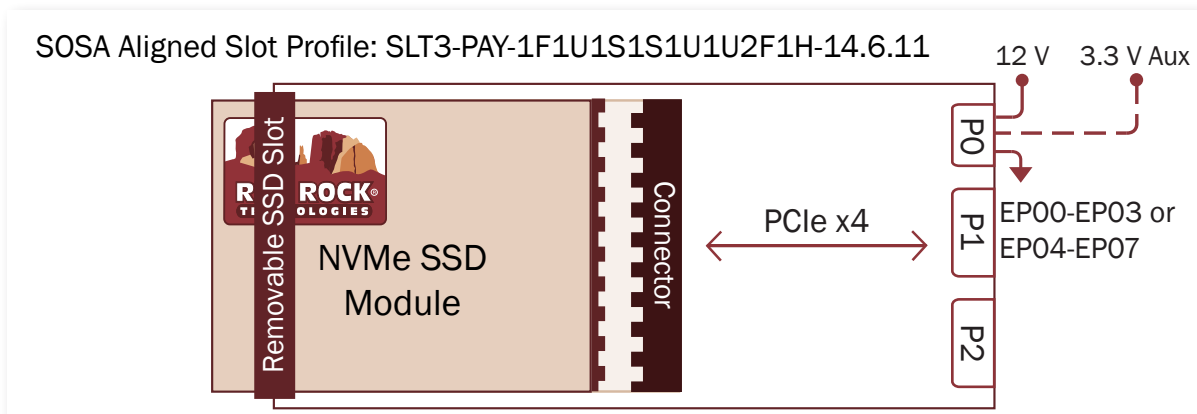 SOSA Aligned Slot Profile: SLT3-PAY-1F1U1S1S1U1U2F1H-14.6.11
12 V
3.3 V Aux
Removable SSD Slot
ROCK®
NVMe SSD
Module
Connector
PCIe x4
P0
P1
P2
EP00-EP03 or
EP04-EP07